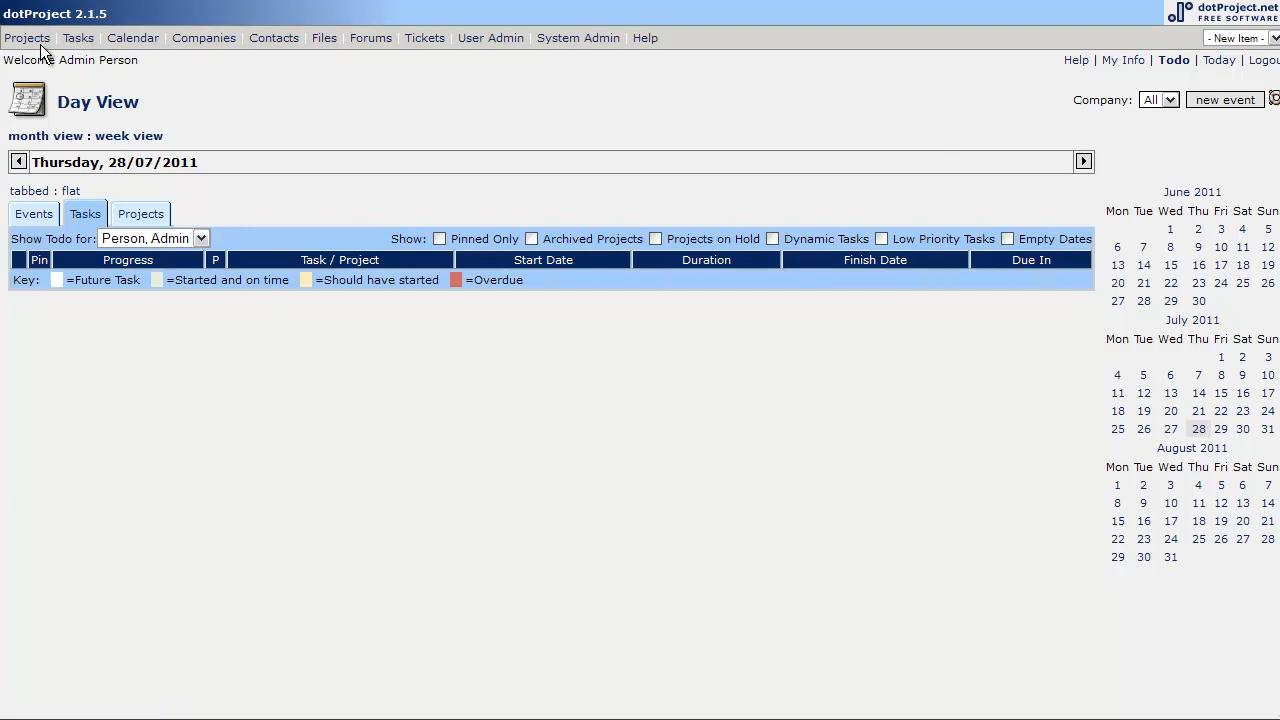 dotProject 2.1.5
dotProject.net
FREE SOFTWARE
Projects Tasks Calendar Companies Contacts Files Forums Tickets User Admin System Admin Help - New Item -
Welcome Admin Person Help | My Info | Todo | Today |
Day View Company: All new event
month view : week view
Thursday, 28/07/2011
tabbed : flat
Events Tasks Projects
Show Todo for: Person, Admin Show: Pinned Only Archived Projects Projects on Hold Dynamic Tasks Low Priority Tasks Empty Dates
Pin Progress P Task / Project Start Date Duration Finish Date Due In
Key: =Future Task =Started and on time =Should have started =Overdue
June 2011
Mon Tue Wed Thu Fri Sat Sun
1 2 3 4 5
6 7 8 9 10 11 12
13 14 15 16 17 18 19
20 21 22 23 24 25 26
27 28 29 30
July 2011
Mon Tue Wed Thu Fri Sat Sun
1 2 3
4 5 6 7 8 9 10
11 12 13 14 15 16 17
18 19 20 21 22 23 24
25 26 27 28 29 30 31
August 2011
Mon Tue Wed Thu Fri Sat Sun
1 2 3 4 5 6 7
8 9 10 11 12 13 14
15 16 17 18 19 20 21
22 23 24 25 26 27 28
29 30 31